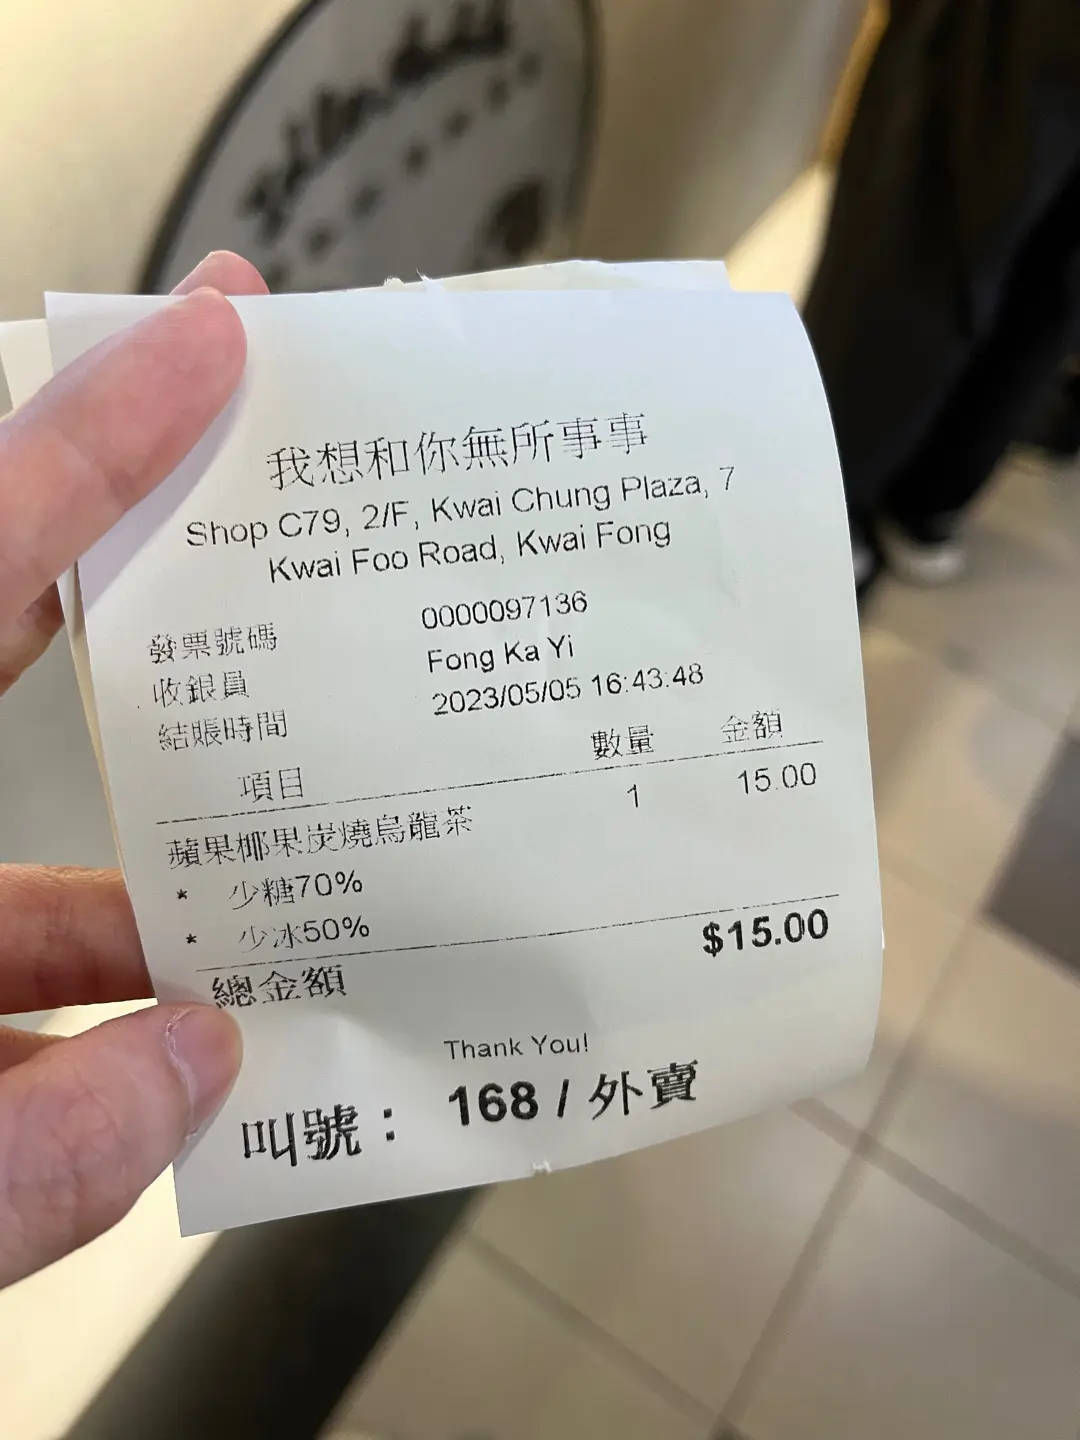 我想和你無所事事
Shop C79, 2/F, Kwai Chung Plaza, 7
Kwai Foo Road, Kwai Fong
發票號碼 0000097136
收銀員 Fong Ka Yi
結賬時間 2023/05/05 16:43:48
項目 數量 金額
蘋果椰果炭燒烏龍茶 1 15.00
* 少糖70%
* 少冰50%
總金額 $15.00
Thank You!
叫號： 168 / 外賣